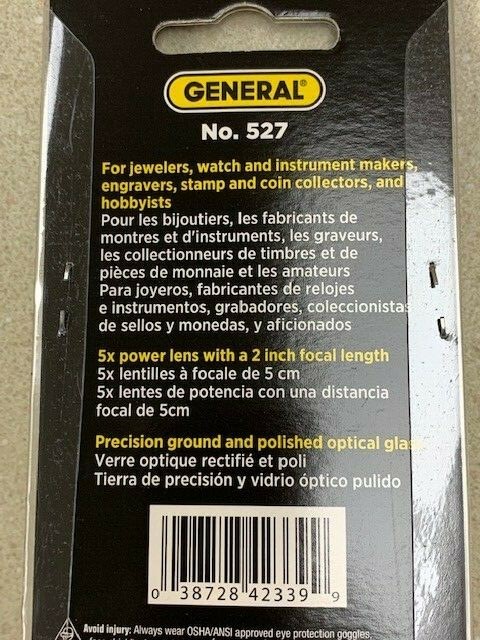 GENERAL®
No. 527
For jewelers, watch and instrument makers,
engravers, stamp and coin collectors, and
hobbyists
Pour les bijoutiers, les fabricants de
montres et d'instruments, les graveurs,
les collectionneurs de timbres et de
pièces de monnaie et les amateurs
Para joyeros, fabricantes de relojes
e instrumentos, grabadores, coleccionistas
de sellos y monedas, y aficionados
5x power lens with a 2 inch focal length
5x lentilles à focale de 5 cm
5x lentes de potencia con una distancia
focal de 5cm
Precision ground and polished optical glass
Verre optique rectifié et poli
Tierra de precisión y vidrio óptico pulido
0 38728 42339 9
Avoid injury: Always wear OSHA/ANSI approved eye protection goggles,